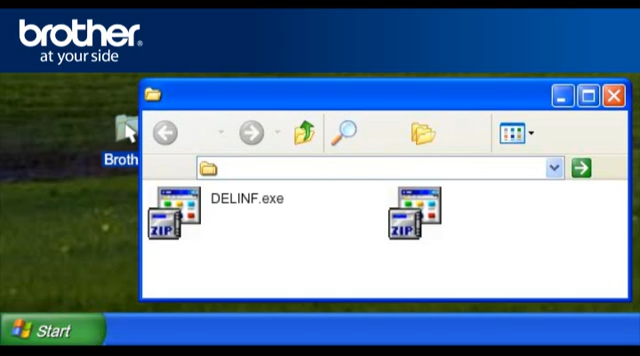 brother
at your side
Broth
DELINF.exe
ZIP
ZIP
Start